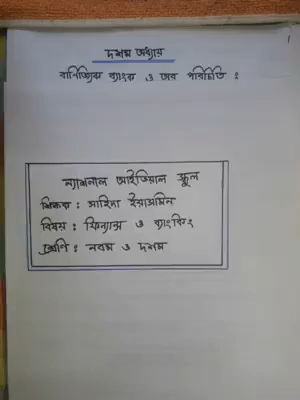 দশম অধ্যায়
বাণিজ্যিক ব্যাংক ও তার পরিচিতি :
ন্যাশনাল আইডিয়াল স্কুল
শিক্ষক : সাহিদা ইয়াসমিন
বিষয় : ফিন্যান্স ও ব্যাংকিং
শ্রেণি : নবম ও দশম